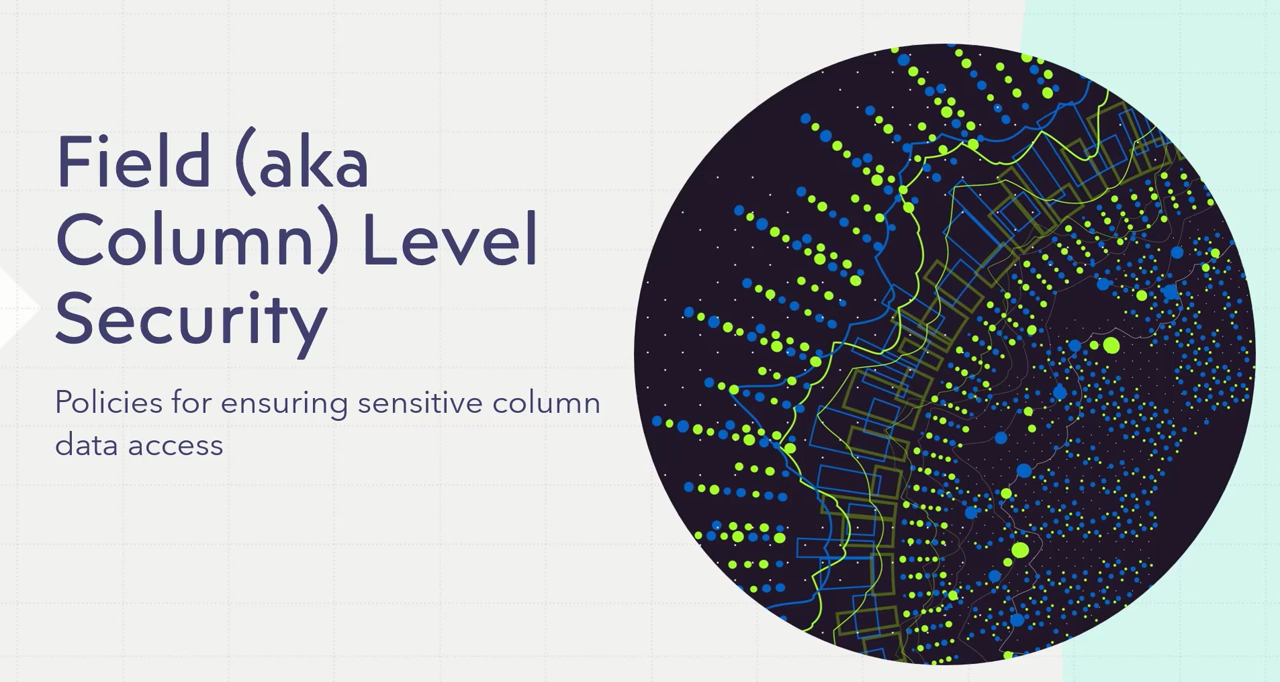 Field (aka
Column) Level
Security
Policies for ensuring sensitive column
data access